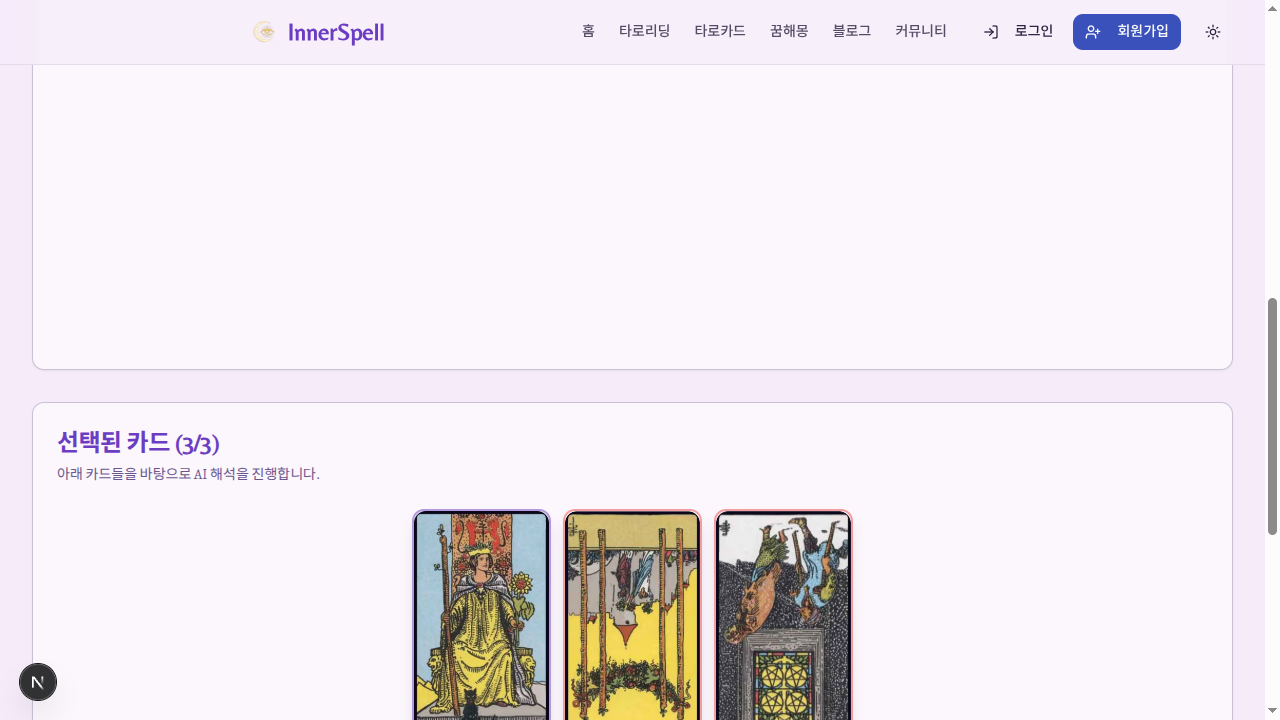 InnerSpell
홈
타로리딩
타로카드
꿈해몽
블로그
커뮤니티
로그인
회원가입
선택된 카드 (3/3)
아래 카드들을 바탕으로 AI 해석을 진행합니다.
N